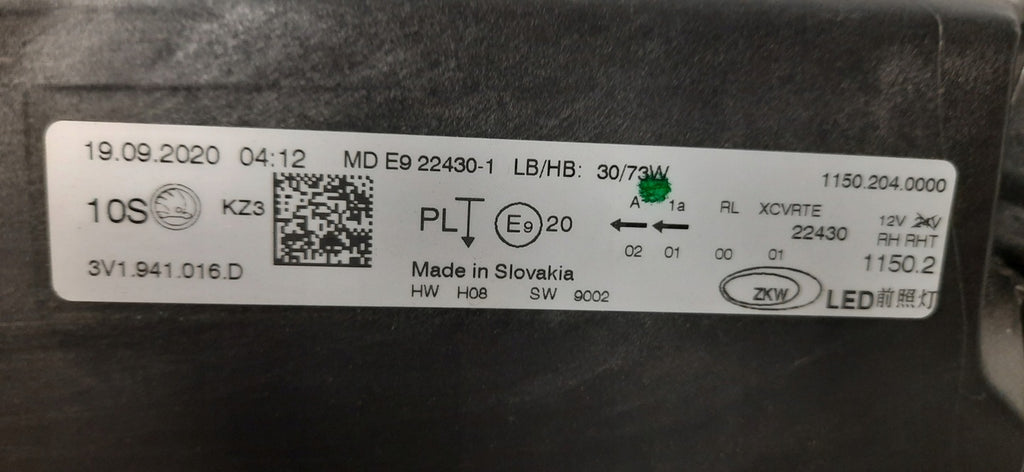 19.09.2020 04:12 MD E9 22430-1 LB/HB: 30/73W
1150.204.0000
10S KZ3 PL E9 20
A 1a RL XCVRTE 12V 24V
02 01 00 01 22430 RH RHT
3V1.941.016.D
Made in Slovakia
1150.2
HW H08 SW 9002
ZKW LED前照灯